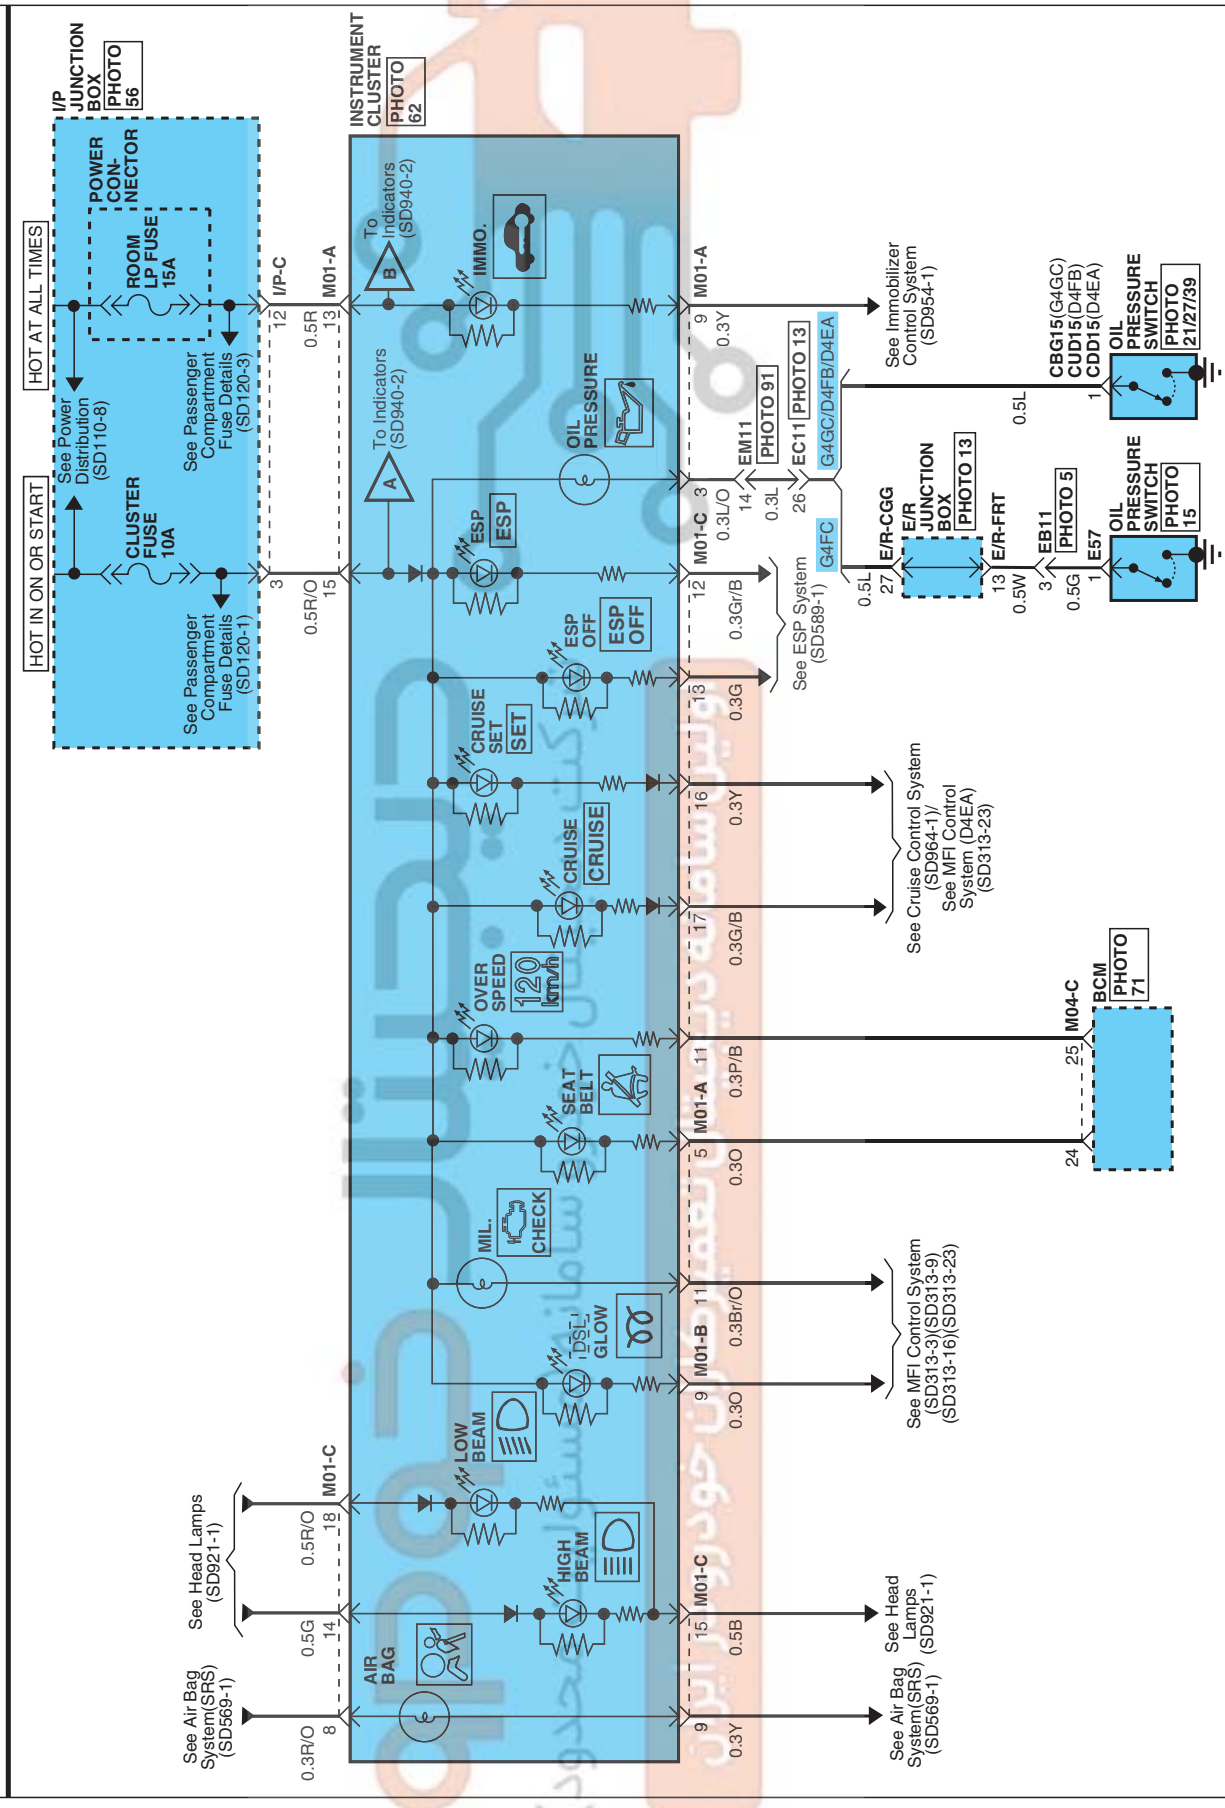 HOT IN ON OR START
HOT AT ALL TIMES
I/P
JUNCTION
BOX
PHOTO
56
See Power
Distribution
(SD110-8)
POWER
CON-
NECTOR
CLUSTER
FUSE
10A
ROOM
LP FUSE
15A
See Passenger
Compartment
Fuse Details
(SD120-1)
See Passenger
Compartment
Fuse Details
(SD120-3)
3
12
I/P-C
0.5R/O
0.5R
15
13
M01-A
INSTRUMENT
CLUSTER
PHOTO
62
See Air Bag
System(SRS)
(SD569-1)
See Head Lamps
(SD921-1)
0.3R/O
0.5G
0.5R/O
8
14
18
M01-C
A
To Indicators
(SD940-2)
B
To
Indicators
(SD940-2)
AIR
BAG
HIGH
BEAM
LOW
BEAM
DSL
GLOW
MIL.
CHECK
SEAT
BELT
OVER
SPEED
120
km/h
CRUISE
CRUISE
CRUISE
SET
SET
ESP
OFF
ESP
OFF
ESP
ESP
OIL
PRESSURE
IMMO.
9
15
M01-C
9
M01-B
11
5
M01-A
11
17
16
13
12
M01-C
3
9
M01-A
0.3Y
0.5B
0.3O
0.3Br/O
0.3O
0.3P/B
0.3G/B
0.3Y
0.3G
0.3Gr/B
0.3L/O
0.3Y
See Air Bag
System(SRS)
(SD569-1)
See Head
Lamps
(SD921-1)
See MFI Control System
(SD313-3)(SD313-9)
(SD313-16)(SD313-23)
24
25
M04-C
BCM
PHOTO
71
See Cruise Control System
(SD964-1)/
See MFI Control
System (D4EA)
(SD313-23)
See ESP System
(SD589-1)
14
EM11
PHOTO 91
0.3L
26
EC11
PHOTO 13
G4FC
G4GC/D4FB/D4EA
See Immobilizer
Control System
(SD954-1)
0.5L
27
E/R-CGG
E/R
JUNCTION
BOX
PHOTO 13
13
E/R-FRT
0.5W
3
EB11
PHOTO 5
0.5G
1
E57
OIL
PRESSURE
SWITCH
PHOTO
15
0.5L
1
CBG15(G4GC)
CUD15(D4FB)
CDD15(D4EA)
OIL
PRESSURE
SWITCH
PHOTO
21/27/39